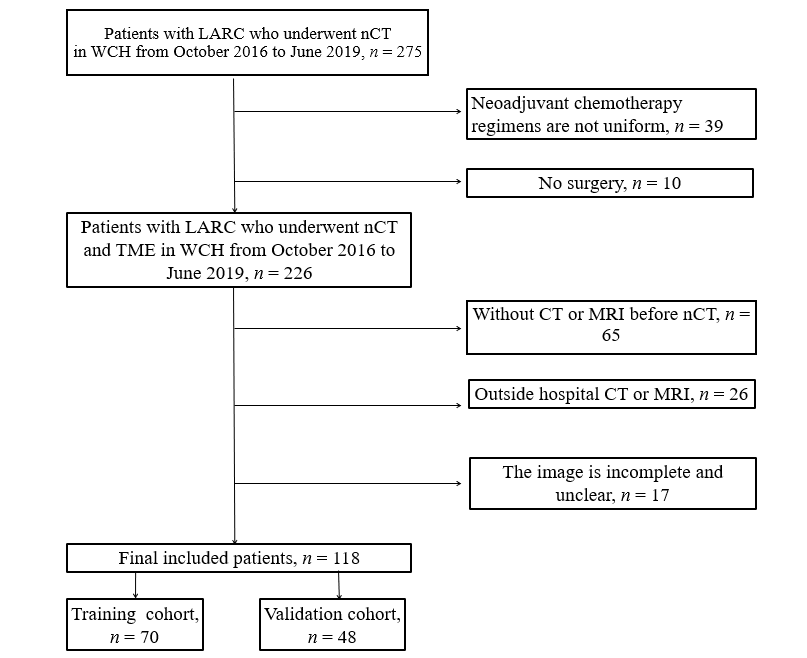 Patients with LARC who underwent nCT
in WCH from October 2016 to June 2019, n = 275
Neoadjuvant chemotherapy
regimens are not uniform, n = 39
No surgery, n = 10
Patients with LARC who underwent nCT
and TME in WCH from October 2016 to
June 2019, n = 226
Without CT or MRI before nCT, n =
65
Outside hospital CT or MRI, n = 26
The image is incomplete and
unclear, n = 17
Final included patients, n = 118
Training cohort,
n = 70
Validation cohort,
n = 48